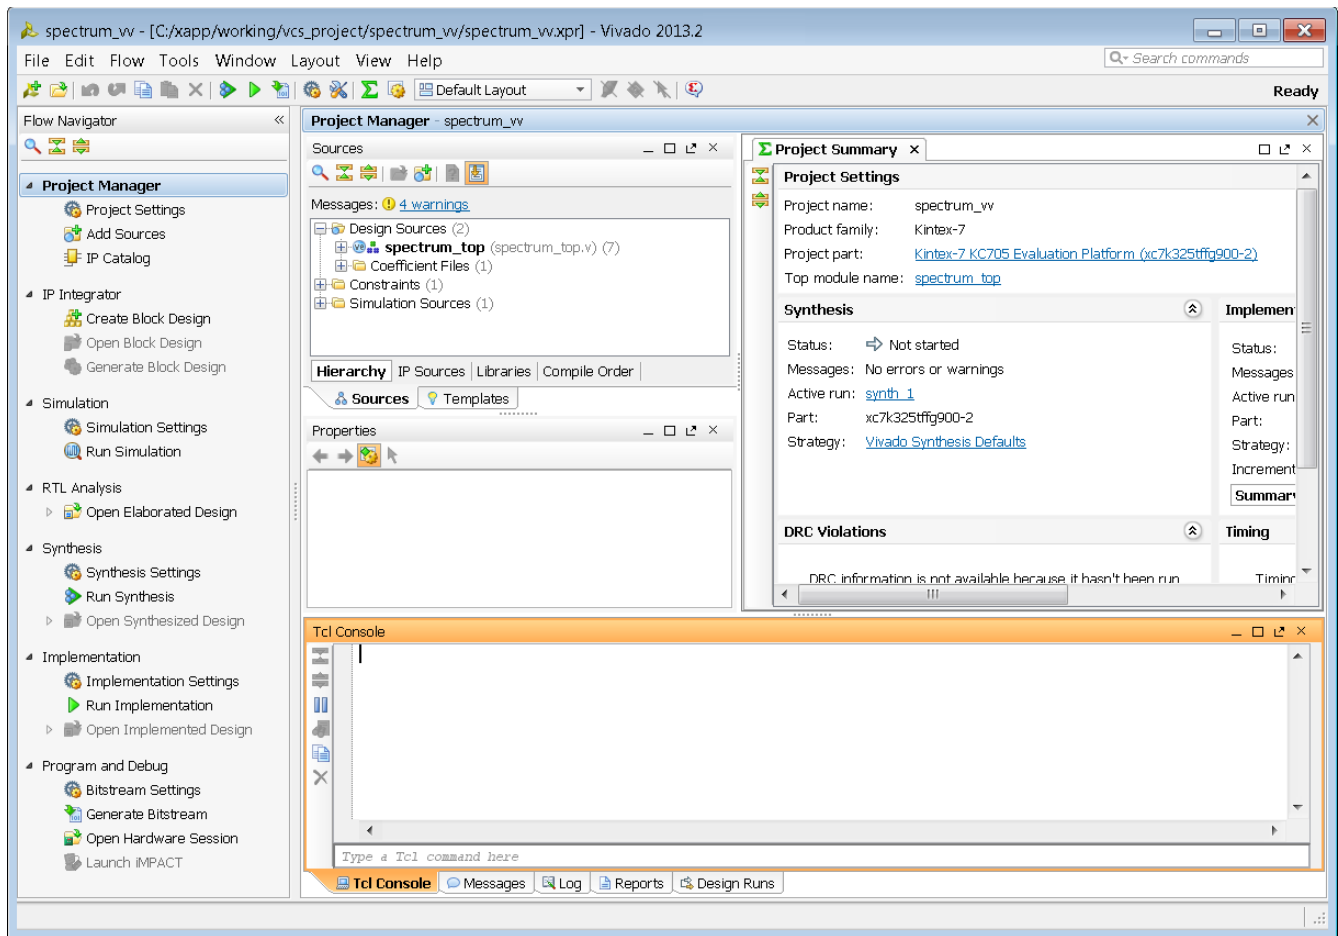 spectrum_vv - [C:/xapp/working/vcs_project/spectrum_vv/spectrum_vv.xpr] - Vivado 2013.2
File Edit Flow Tools Window Layout View Help
Search commands
Default Layout
Ready
Flow Navigator
Project Manager
Project Settings
Add Sources
IP Catalog
IP Integrator
Create Block Design
Open Block Design
Generate Block Design
Simulation
Simulation Settings
Run Simulation
RTL Analysis
Open Elaborated Design
Synthesis
Synthesis Settings
Run Synthesis
Open Synthesized Design
Implementation
Implementation Settings
Run Implementation
Open Implemented Design
Program and Debug
Bitstream Settings
Generate Bitstream
Open Hardware Session
Launch iMPACT
Project Manager - spectrum_vv
Sources
Messages: 4 warnings
Design Sources (2)
spectrum_top (spectrum_top.v) (7)
Coefficient Files (1)
Constraints (1)
Simulation Sources (1)
Hierarchy IP Sources Libraries Compile Order
Sources Templates
Properties
Project Summary
Project Settings
Project name: spectrum_vv
Product family: Kintex-7
Project part: Kintex-7 KC705 Evaluation Platform (xc7k325tffg900-2)
Top module name: spectrum_top
Synthesis
Status: Not started
Messages: No errors or warnings
Active run: synth_1
Part: xc7k325tffg900-2
Strategy: Vivado Synthesis Defaults
Implemen
Status:
Messages
Active run
Part:
Strategy:
Increment
Summary
DRC Violations
DRC information is not available because it hasn't been run
Timing
Timing
Tcl Console
Type a Tcl command here
Tcl Console Messages Log Reports Design Runs